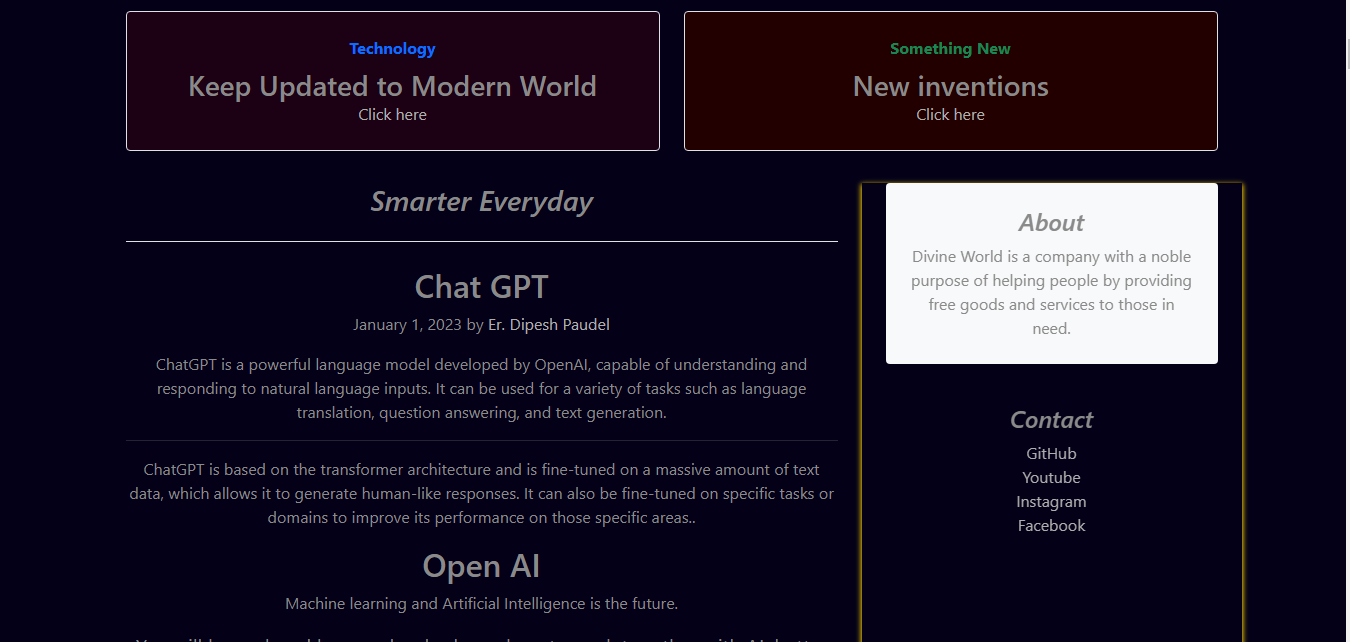 Technology
Keep Updated to Modern World
Click here
Something New
New inventions
Click here
Smarter Everyday
Chat GPT
January 1, 2023 by Er. Dipesh Paudel
ChatGPT is a powerful language model developed by OpenAI, capable of understanding and
responding to natural language inputs. It can be used for a variety of tasks such as language
translation, question answering, and text generation.
ChatGPT is based on the transformer architecture and is fine-tuned on a massive amount of text
data, which allows it to generate human-like responses. It can also be fine-tuned on specific tasks or
domains to improve its performance on those specific areas..
Open AI
Machine learning and Artificial Intelligence is the future.
About
Divine World is a company with a noble
purpose of helping people by providing
free goods and services to those in
need.
Contact
GitHub
Youtube
Instagram
Facebook